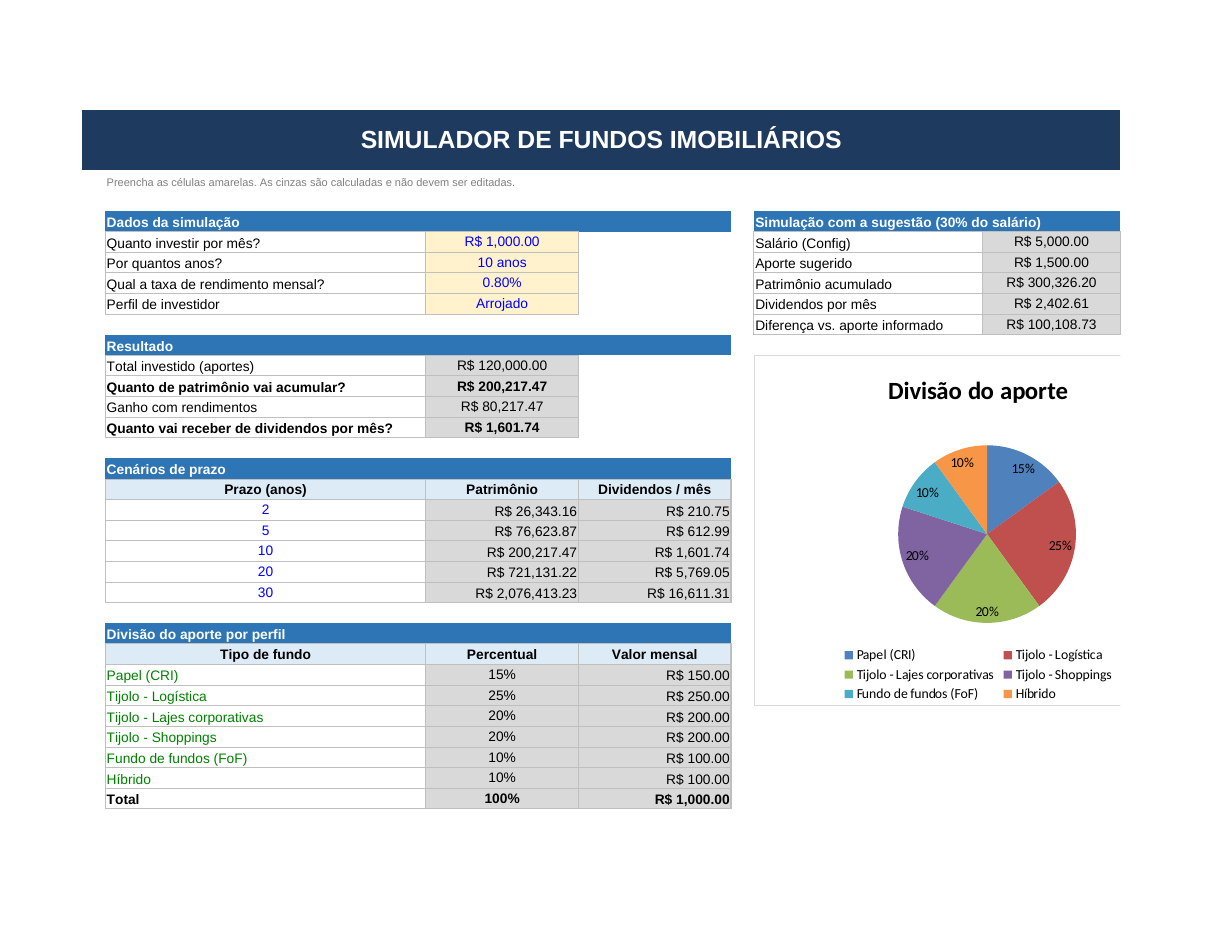 SIMULADOR DE FUNDOS IMOBILIÁRIOS
Preencha as células amarelas. As cinzas são calculadas e não devem ser editadas.
Dados da simulação
Quanto investir por mês? R$ 1,000.00
Por quantos anos? 10 anos
Qual a taxa de rendimento mensal? 0.80%
Perfil de investidor Arrojado
Resultado
Total investido (aportes) R$ 120,000.00
Quanto de patrimônio vai acumular? R$ 200,217.47
Ganho com rendimentos R$ 80,217.47
Quanto vai receber de dividendos por mês? R$ 1,601.74
Cenários de prazo
Prazo (anos) Patrimônio Dividendos / mês
2 R$ 26,343.16 R$ 210.75
5 R$ 76,623.87 R$ 612.99
10 R$ 200,217.47 R$ 1,601.74
20 R$ 721,131.22 R$ 5,769.05
30 R$ 2,076,413.23 R$ 16,611.31
Divisão do aporte por perfil
Tipo de fundo Percentual Valor mensal
Papel (CRI) 15% R$ 150.00
Tijolo - Logística 25% R$ 250.00
Tijolo - Lajes corporativas 20% R$ 200.00
Tijolo - Shoppings 20% R$ 200.00
Fundo de fundos (FoF) 10% R$ 100.00
Híbrido 10% R$ 100.00
Total 100% R$ 1,000.00
Simulação com a sugestão (30% do salário)
Salário (Config) R$ 5,000.00
Aporte sugerido R$ 1,500.00
Patrimônio acumulado R$ 300,326.20
Dividendos por mês R$ 2,402.61
Diferença vs. aporte informado R$ 100,108.73
Divisão do aporte
10% 15%
10%
25%
20%
20%
Papel (CRI) Tijolo - Logística
Tijolo - Lajes corporativas Tijolo - Shoppings
Fundo de fundos (FoF) Híbrido